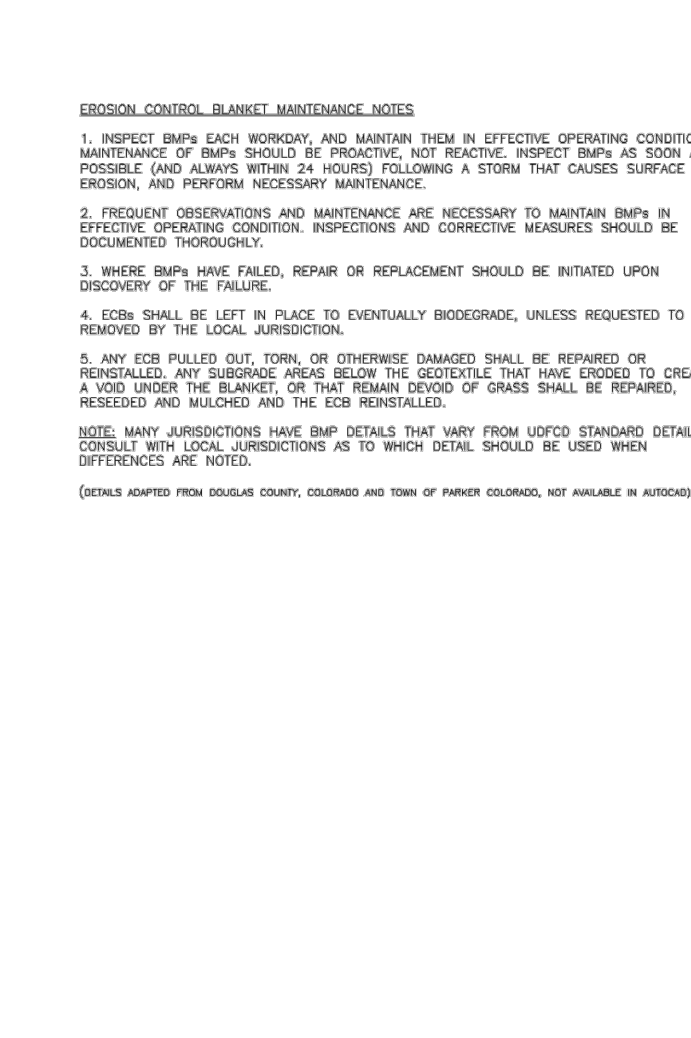 EROSION CONTROL BLANKET MAINTENANCE NOTES
1. INSPECT BMPs EACH WORKDAY, AND MAINTAIN THEM IN EFFECTIVE OPERATING
MAINTENANCE OF BMPs SHOULD BE PROACTIVE, NOT REACTIVE. INSPECT BMPs AS SOON
POSSIBLE (AND ALWAYS WITHIN 24 HOURS) FOLLOWING A STORM THAT CAUSES SURFACE
EROSION, AND PERFORM NECESSARY MAINTENANCE.
2. FREQUENT OBSERVATIONS AND MAINTENANCE ARE NECESSARY TO MAINTAIN BMPs IN
EFFECTIVE OPERATING CONDITION. INSPECTIONS AND CORRECTIVE MEASURES SHOULD BE
DOCUMENTED THOROUGHLY.
3. WHERE BMPs HAVE FAILED, REPAIR OR REPLACEMENT SHOULD BE INITIATED UPON
DISCOVERY OF THE FAILURE.
4. ECBs SHALL BE LEFT IN PLACE TO EVENTUALLY BIODEGRADE, UNLESS REQUESTED TO
REMOVED BY THE LOCAL JURISDICTION.
5. ANY ECB PULLED OUT, TORN, OR OTHERWISE DAMAGED SHALL BE REPAIRED OR
REINSTALLED. ANY SUBGRADE AREAS BELOW THE GEOTEXTILE THAT HAVE ERODED TO
A VOID UNDER THE BLANKET, OR THAT REMAIN DEVOID OF GRASS SHALL BE REPAIRED,
RESEEDED AND MULCHED AND THE ECB REINSTALLED.
NOTE: MANY JURISDICTIONS HAVE BMP DETAILS THAT VARY FROM UDFCD STANDARD
CONSULT WITH LOCAL JURISDICTIONS AS TO WHICH DETAIL SHOULD BE USED WHEN
DIFFERENCES ARE NOTED.
(DETAILS ADAPTED FROM DOUGLAS COUNTY, COLORADO AND TOWN OF PARKER COLORADO, NOT AVAILABLE IN AUTOCAD)